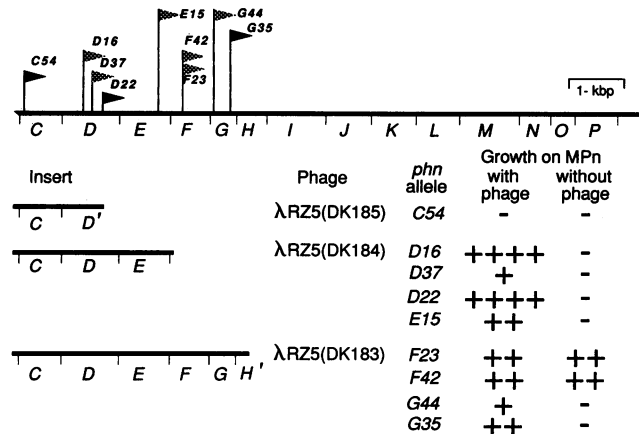 E15 G44
G35
D16 F42
C54 D37
D22 F23
1- kbp
C D E F G H I J K L M N O P
Insert Phage phn allele Growth on MPn
with phage without phage
C D' λRZ5(DK185) C54 - -
C D E λRZ5(DK184) D16 ++++ -
D37 + -
D22 ++++ -
E15 ++ -
C D E F G H' λRZ5(DK183) F23 ++ ++
F42 ++ ++
G44 + -
G35 ++ -